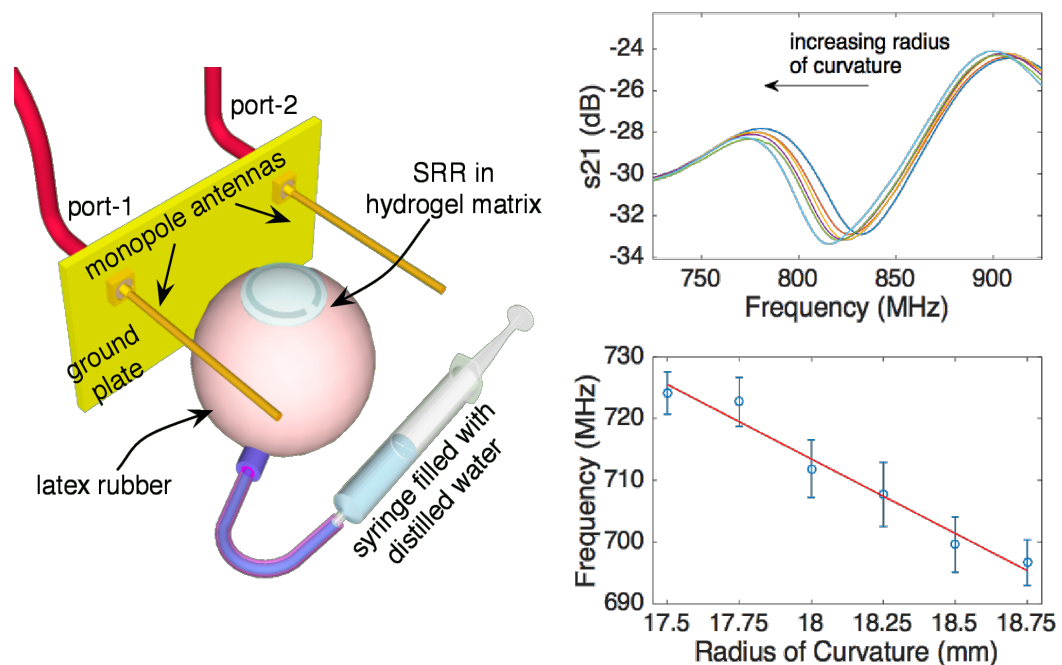 port-2
port-1
monopole antennas
SRR in
hydrogel matrix
ground
plate
latex rubber
syringe filled with
distilled water
increasing radius
of curvature
s21 (dB)
-24
-26
-28
-30
-32
-34
750
800
850
900
Frequency (MHz)
Frequency (MHz)
730
720
710
700
690
17.5
17.75
18
18.25
18.5
18.75
Radius of Curvature (mm)